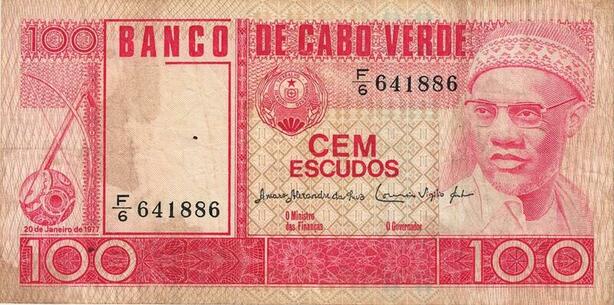 100 BANCO DE CABO VERDE
F/6 641886
CEM
ESCUDOS
F/6 641886
O Ministro
das Finanças
O Governador
20 de Janeiro de 1977
100
100